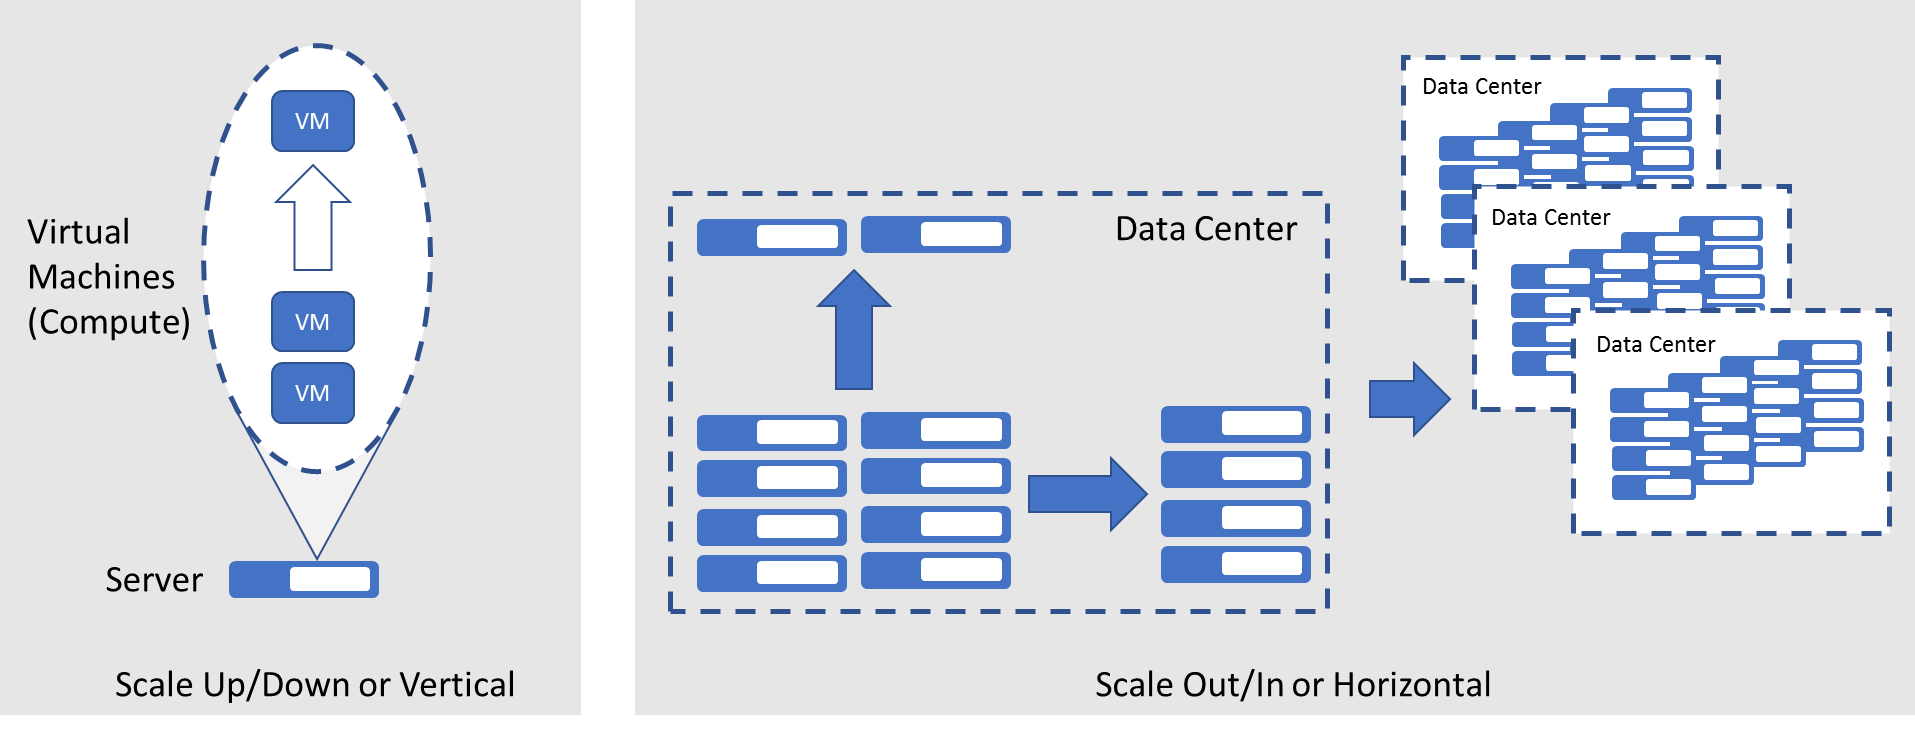 VM
VM
VM
Virtual
Machines
(Compute)
Server
Scale Up/Down or Vertical
Data Center
Data Center
Data Center
Data Center
Scale Out/In or Horizontal